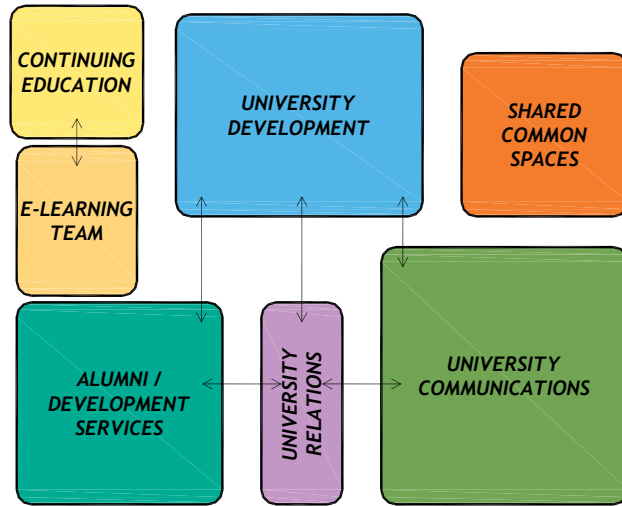 CONTINUING
EDUCATION
UNIVERSITY
DEVELOPMENT
SHARED
COMMON
SPACES
E-LEARNING
TEAM
ALUMNI /
DEVELOPMENT
SERVICES
UNIVERSITY
RELATIONS
UNIVERSITY
COMMUNICATIONS